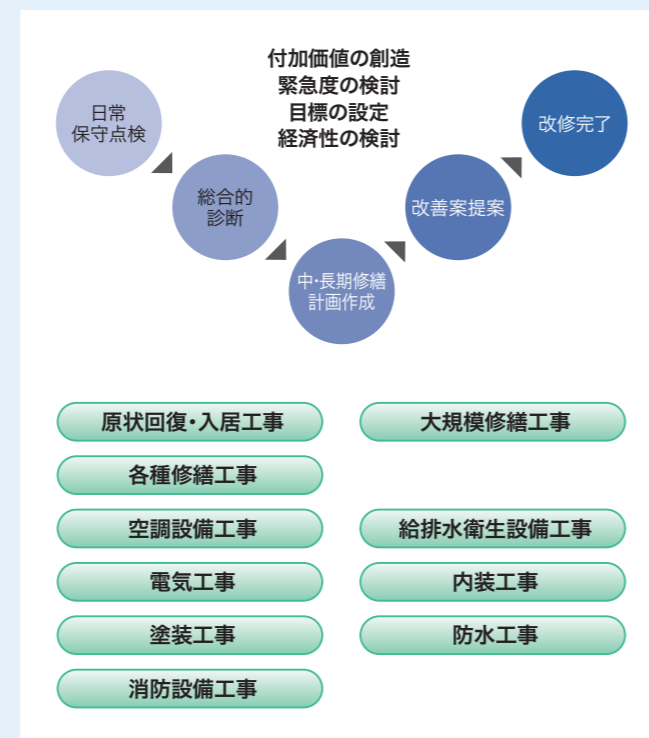 付加価値の創造
緊急度の検討
目標の設定
経済性の検討
日常
保守点検
総合的
診断
中・長期修繕
計画作成
改善案提案
改修完了
原状回復・入居工事
大規模修繕工事
各種修繕工事
空調設備工事
給排水衛生設備工事
電気工事
内装工事
塗装工事
防水工事
消防設備工事